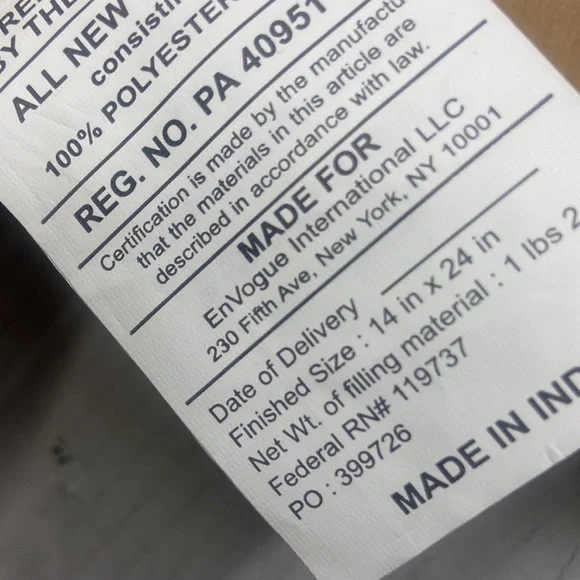 BY THE
ALL NEW
consistin
100% POLYESTER
REG. NO. PA 40951
Certification is made by the manufactu
that the materials in this article are
described in accordance with law.
MADE FOR
EnVogue International LLC
230 Fifth Ave, New York, NY 10001
Date of Delivery
Finished Size : 14 in x 24 in
Net Wt. of filling material : 1 lbs 2
Federal RN# 119737
PO : 399726
MADE IN IND